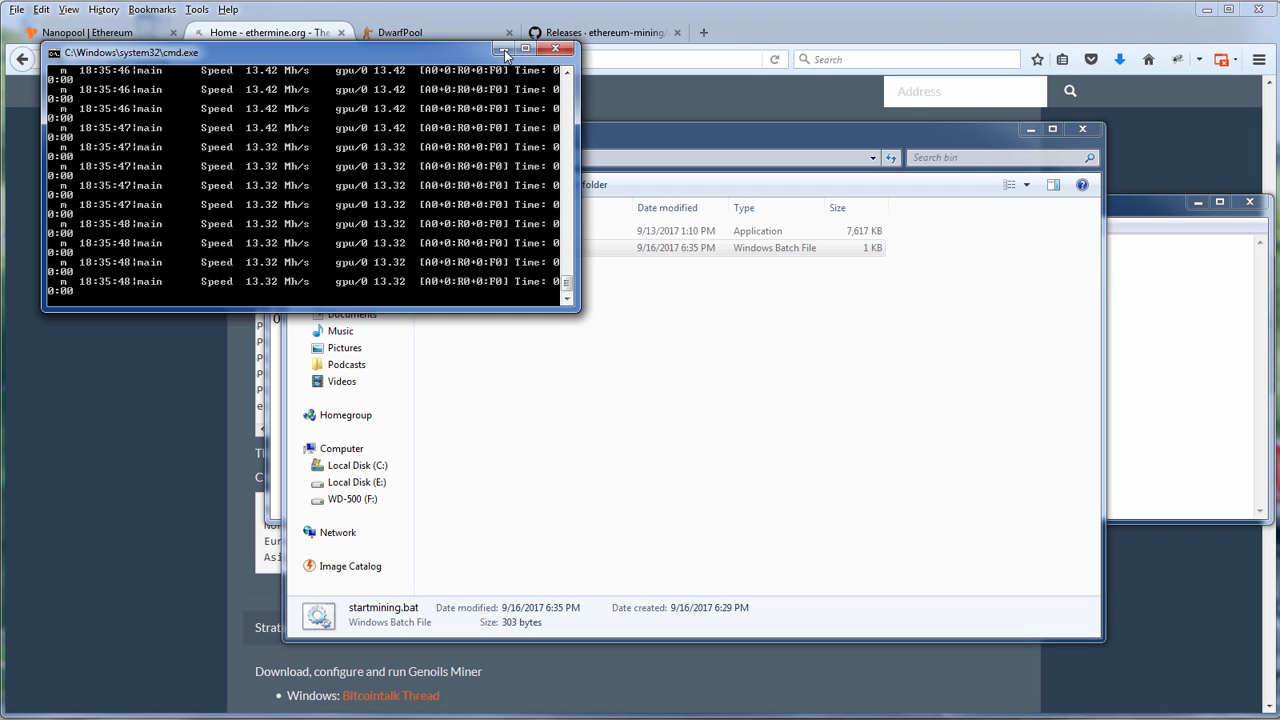 File Edit View History Bookmarks Tools Help
Nanopool | Ethereum
Home - ethermine.org - The
DwarfPool
Releases · ethereum-mining/
Search
C:\Windows\system32\cmd.exe
m 18:35:46|main Speed 13.42 Mh/s gpu/0 13.42 [A0+0:R0+0:F0] Time: 0
0:00
m 18:35:46|main Speed 13.42 Mh/s gpu/0 13.42 [A0+0:R0+0:F0] Time: 0
0:00
m 18:35:46|main Speed 13.42 Mh/s gpu/0 13.42 [A0+0:R0+0:F0] Time: 0
0:00
m 18:35:47|main Speed 13.42 Mh/s gpu/0 13.42 [A0+0:R0+0:F0] Time: 0
0:00
m 18:35:47|main Speed 13.32 Mh/s gpu/0 13.32 [A0+0:R0+0:F0] Time: 0
0:00
m 18:35:47|main Speed 13.32 Mh/s gpu/0 13.32 [A0+0:R0+0:F0] Time: 0
0:00
m 18:35:47|main Speed 13.32 Mh/s gpu/0 13.32 [A0+0:R0+0:F0] Time: 0
0:00
m 18:35:47|main Speed 13.32 Mh/s gpu/0 13.32 [A0+0:R0+0:F0] Time: 0
0:00
m 18:35:48|main Speed 13.32 Mh/s gpu/0 13.32 [A0+0:R0+0:F0] Time: 0
0:00
m 18:35:48|main Speed 13.32 Mh/s gpu/0 13.32 [A0+0:R0+0:F0] Time: 0
0:00
m 18:35:48|main Speed 13.32 Mh/s gpu/0 13.32 [A0+0:R0+0:F0] Time: 0
0:00
m 18:35:48|main Speed 13.32 Mh/s gpu/0 13.32 [A0+0:R0+0:F0] Time: 0
0:00
Address
Search bin
folder
Date modified Type Size
9/13/2017 1:10 PM Application 7,617 KB
9/16/2017 6:35 PM Windows Batch File 1 KB
Documents
Music
Pictures
Podcasts
Videos
Homegroup
Computer
Local Disk (C:)
Local Disk (E:)
WD-500 (F:)
Network
Image Catalog
startmining.bat Date modified: 9/16/2017 6:35 PM Date created: 9/16/2017 6:29 PM
Windows Batch File Size: 303 bytes
Eur
Asi
Strat
Download, configure and run Genoils Miner
• Windows: Bitcointalk Thread